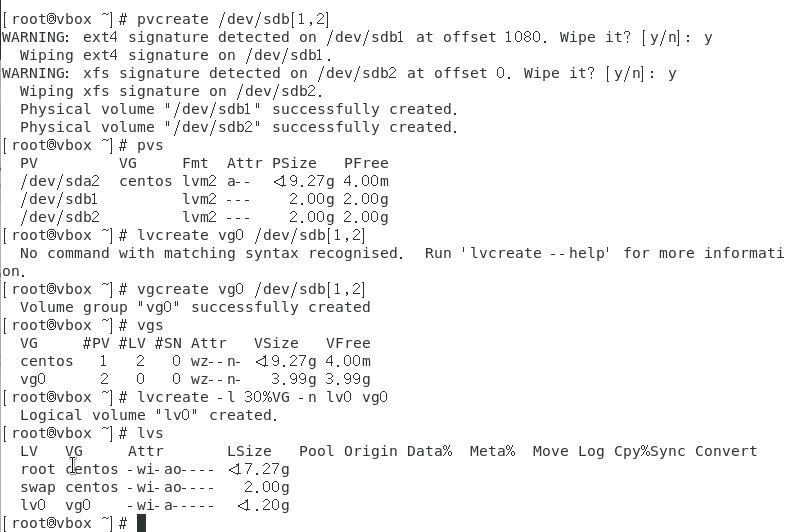 [root@vbox ~]# pvcreate /dev/sdb[1,2]
WARNING: ext4 signature detected on /dev/sdb1 at offset 1080. Wipe it? [y/n]: y
  Wiping ext4 signature on /dev/sdb1.
WARNING: xfs signature detected on /dev/sdb2 at offset 0. Wipe it? [y/n]: y
  Wiping xfs signature on /dev/sdb2.
  Physical volume "/dev/sdb1" successfully created.
  Physical volume "/dev/sdb2" successfully created.
[root@vbox ~]# pvs
  PV         VG     Fmt  Attr PSize   PFree
  /dev/sda2  centos lvm2 a--  <19.27g 4.00m
  /dev/sdb1         lvm2 ---    2.00g 2.00g
  /dev/sdb2         lvm2 ---    2.00g 2.00g
[root@vbox ~]# lvcreate vg0 /dev/sdb[1,2]
  No command with matching syntax recognised.  Run 'lvcreate --help' for more informati
on.
[root@vbox ~]# vgcreate vg0 /dev/sdb[1,2]
  Volume group "vg0" successfully created
[root@vbox ~]# vgs
  VG     #PV #LV #SN Attr   VSize   VFree
  centos   1   2   0 wz--n- <19.27g 4.00m
  vg0      2   0   0 wz--n-   3.99g 3.99g
[root@vbox ~]# lvcreate -l 30%VG -n lv0 vg0
  Logical volume "lv0" created.
[root@vbox ~]# lvs
  LV   VG     Attr       LSize   Pool Origin Data%  Meta%  Move Log Cpy%Sync Convert
  root centos -wi-ao---- <17.27g
  swap centos -wi-ao----   2.00g
  lv0  vg0    -wi-a-----  <1.20g
[root@vbox ~]#